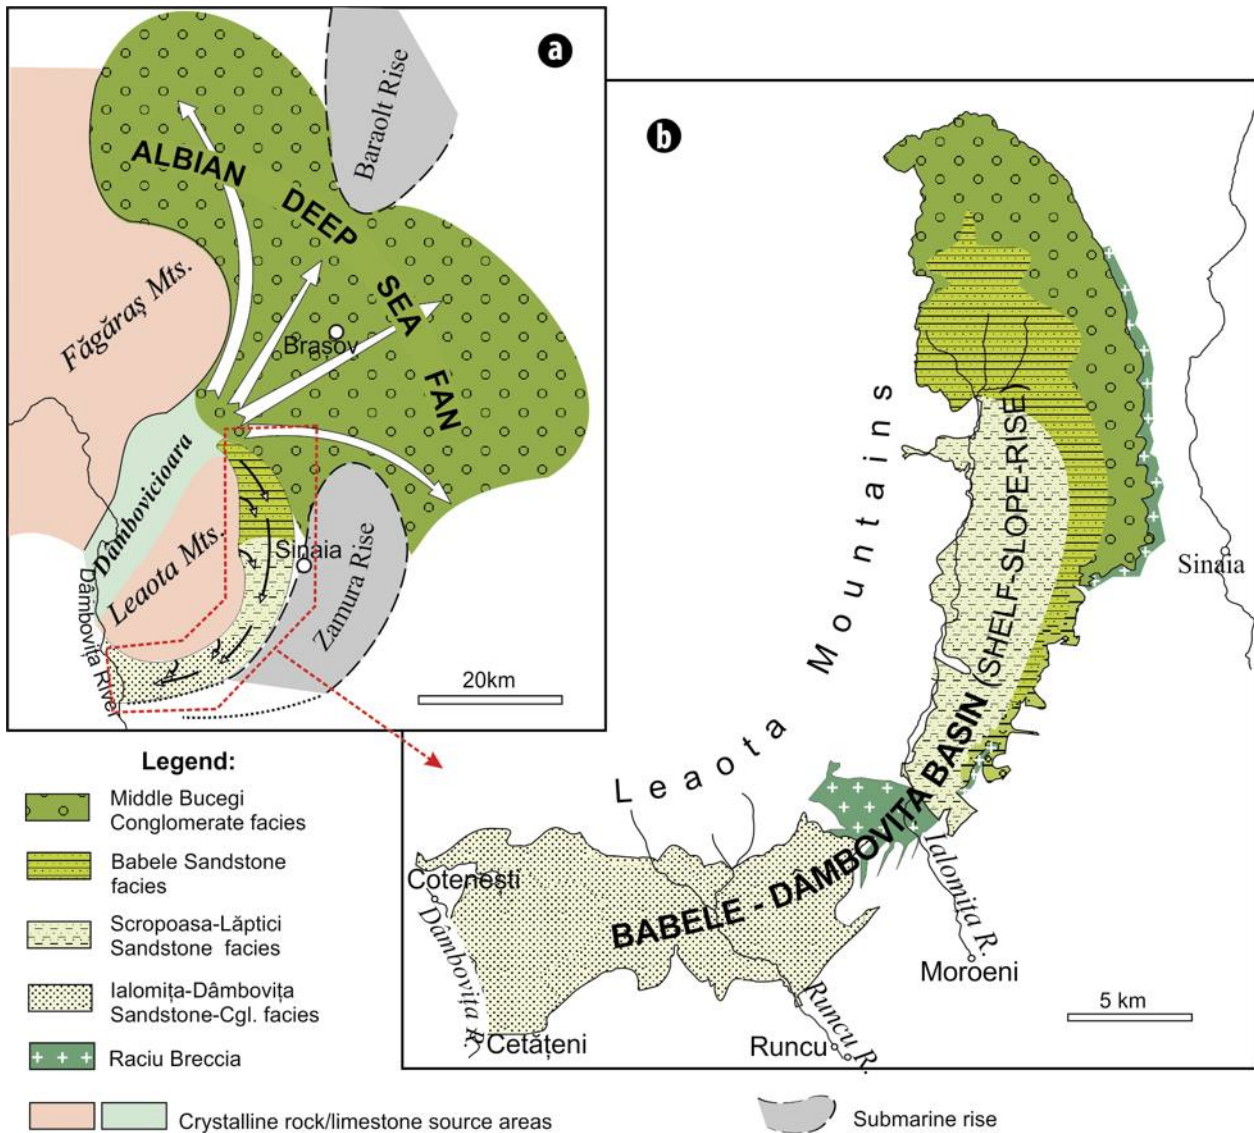 a
Baraolt Rise
ALBIAN
DEEP
SEA
FAN
Făgăraș Mts.
Brașov
Dâmbovicioara
Leaota Mts.
Sinaia
Zamura Rise
Dâmbovița River
20km
b
Leaota Mountains
BABELE - DÂMBOVIȚA BASIN (SHELF-SLOPE-RISE)
Sinaia
Cotenești
Dâmbovița R.
Cetățeni
Ialomița R.
Moroeni
Runcu
Runcu R.
5 km
Legend:
Middle Bucegi
Conglomerate facies
Babele Sandstone
facies
Scropoasa-Lăptici
Sandstone facies
Ialomița-Dâmbovița
Sandstone-Cgl. facies
Raciu Breccia
Crystalline rock/limestone source areas
Submarine rise